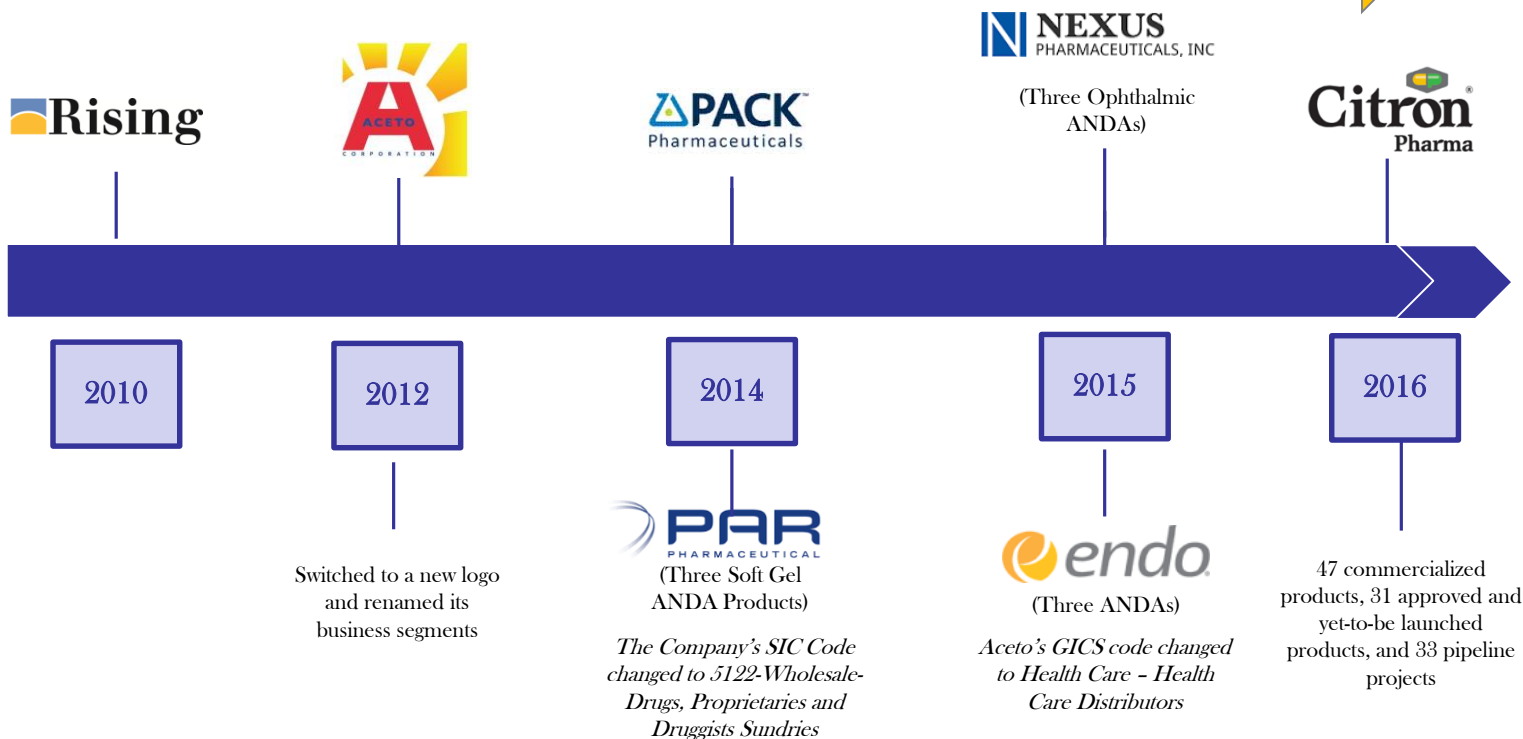 Rising
ACETO
CORPORATION
PACK™
Pharmaceuticals
NEXUS
PHARMACEUTICALS, INC
(Three Ophthalmic
ANDAs)
Citron®
Pharma
2010
2012
2014
2015
2016
Switched to a new logo
and renamed its
business segments
PAR
PHARMACEUTICAL
(Three Soft Gel
ANDA Products)
The Company’s SIC Code
changed to 5122-Wholesale-
Drugs, Proprietaries and
Druggists Sundries
endo
(Three ANDAs)
Aceto’s GICS code changed
to Health Care – Health
Care Distributors
47 commercialized
products, 31 approved and
yet-to-be launched
products, and 33 pipeline
projects